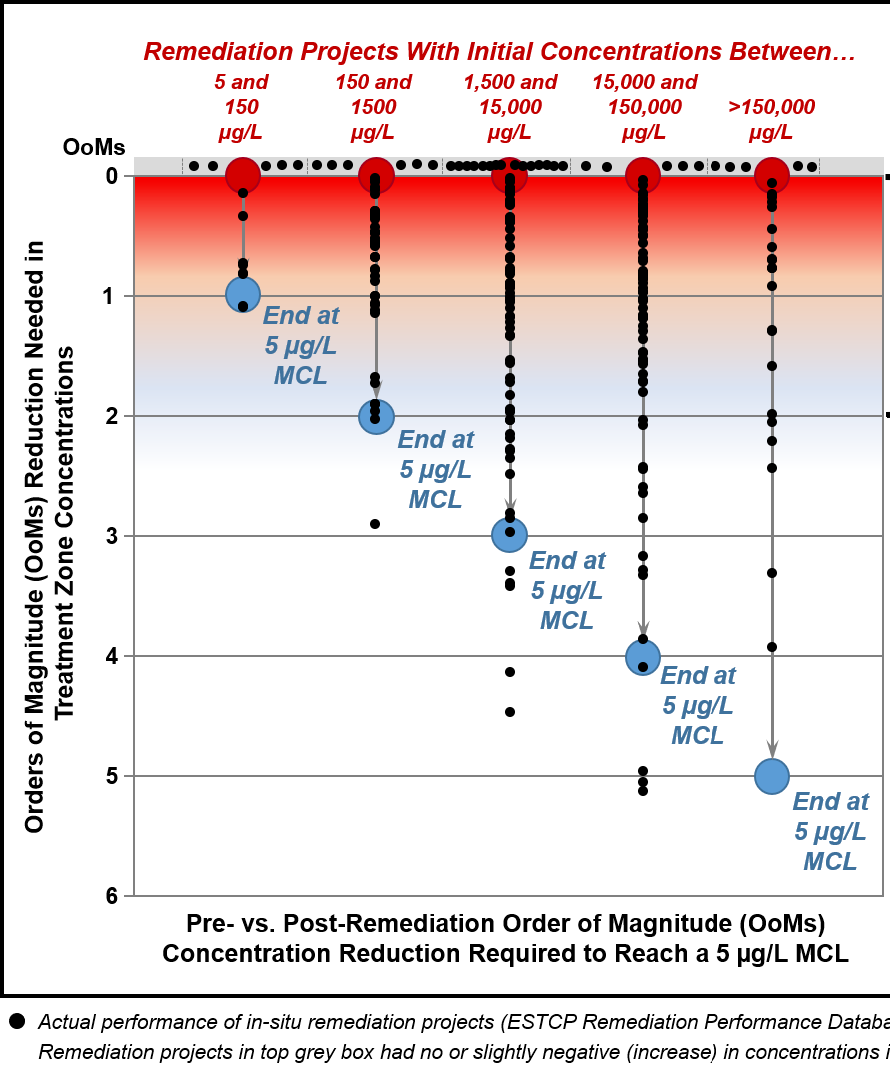 Remediation Projects With Initial Concentrations Between…
5 and
150
µg/L
150 and
1500
µg/L
1,500 and
15,000
µg/L
15,000 and
150,000
µg/L
>150,000
µg/L
OoMs
0
1
2
3
4
5
6
Orders of Magnitude (OoMs) Reduction Needed in
Treatment Zone Concentrations
End at
5 µg/L
MCL
End at
5 µg/L
MCL
End at
5 µg/L
MCL
End at
5 µg/L
MCL
End at
5 µg/L
MCL
Pre- vs. Post-Remediation Order of Magnitude (OoMs)
Concentration Reduction Required to Reach a 5 µg/L MCL
Actual performance of in-situ remediation projects (ESTCP Remediation Performance Databa
Remediation projects in top grey box had no or slightly negative (increase) in concentrations i